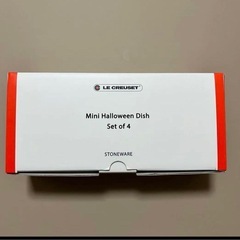 LE CREUSET
Mini Halloween Dish
Set of 4
STONEWARE